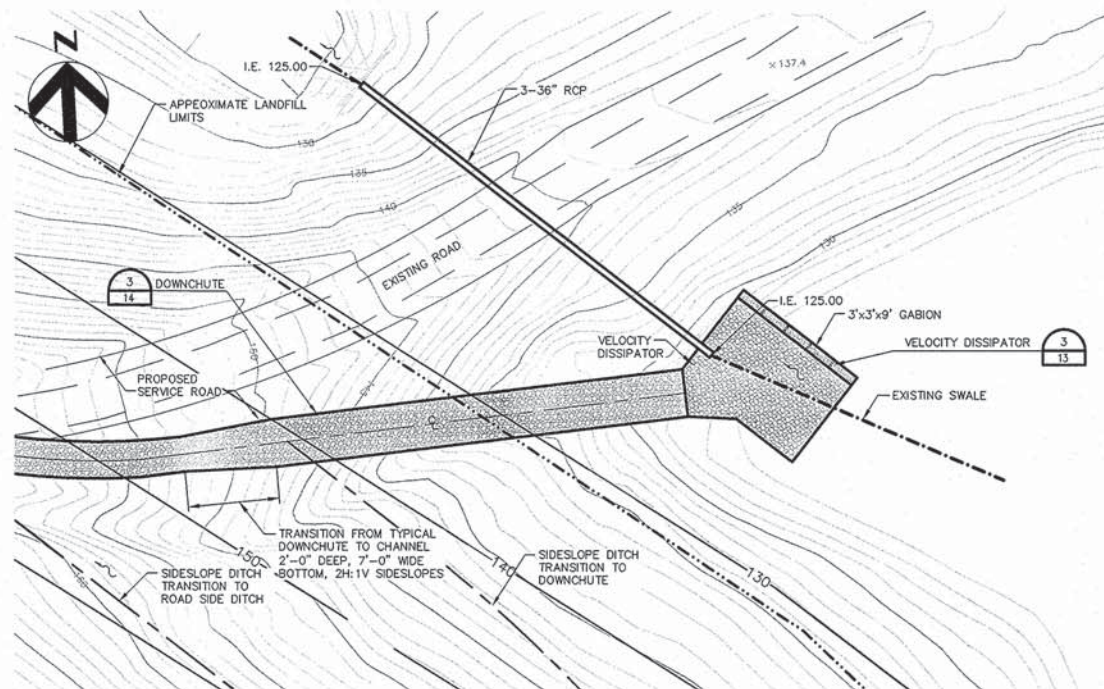 N
I.E. 125.00
3-36" RCP
x 137.4
APPEOXIMATE LANDFILL
LIMITS
130
135
140
135
130
EXISTING ROAD
3
14
DOWNCHUTE
I.E. 125.00
3'x3'x9' GABION
VELOCITY
DISSIPATOR
VELOCITY DISSIPATOR
3
13
PROPOSED
SERVICE ROAD
EXISTING SWALE
TRANSITION FROM TYPICAL
DOWNCHUTE TO CHANNEL
2'-0" DEEP, 7'-0" WIDE
BOTTOM, 2H:1V SIDESLOPES
150
140
130
SIDESLOPE DITCH
TRANSITION TO
DOWNCHUTE
SIDESLOPE DITCH
TRANSITION TO
ROAD SIDE DITCH